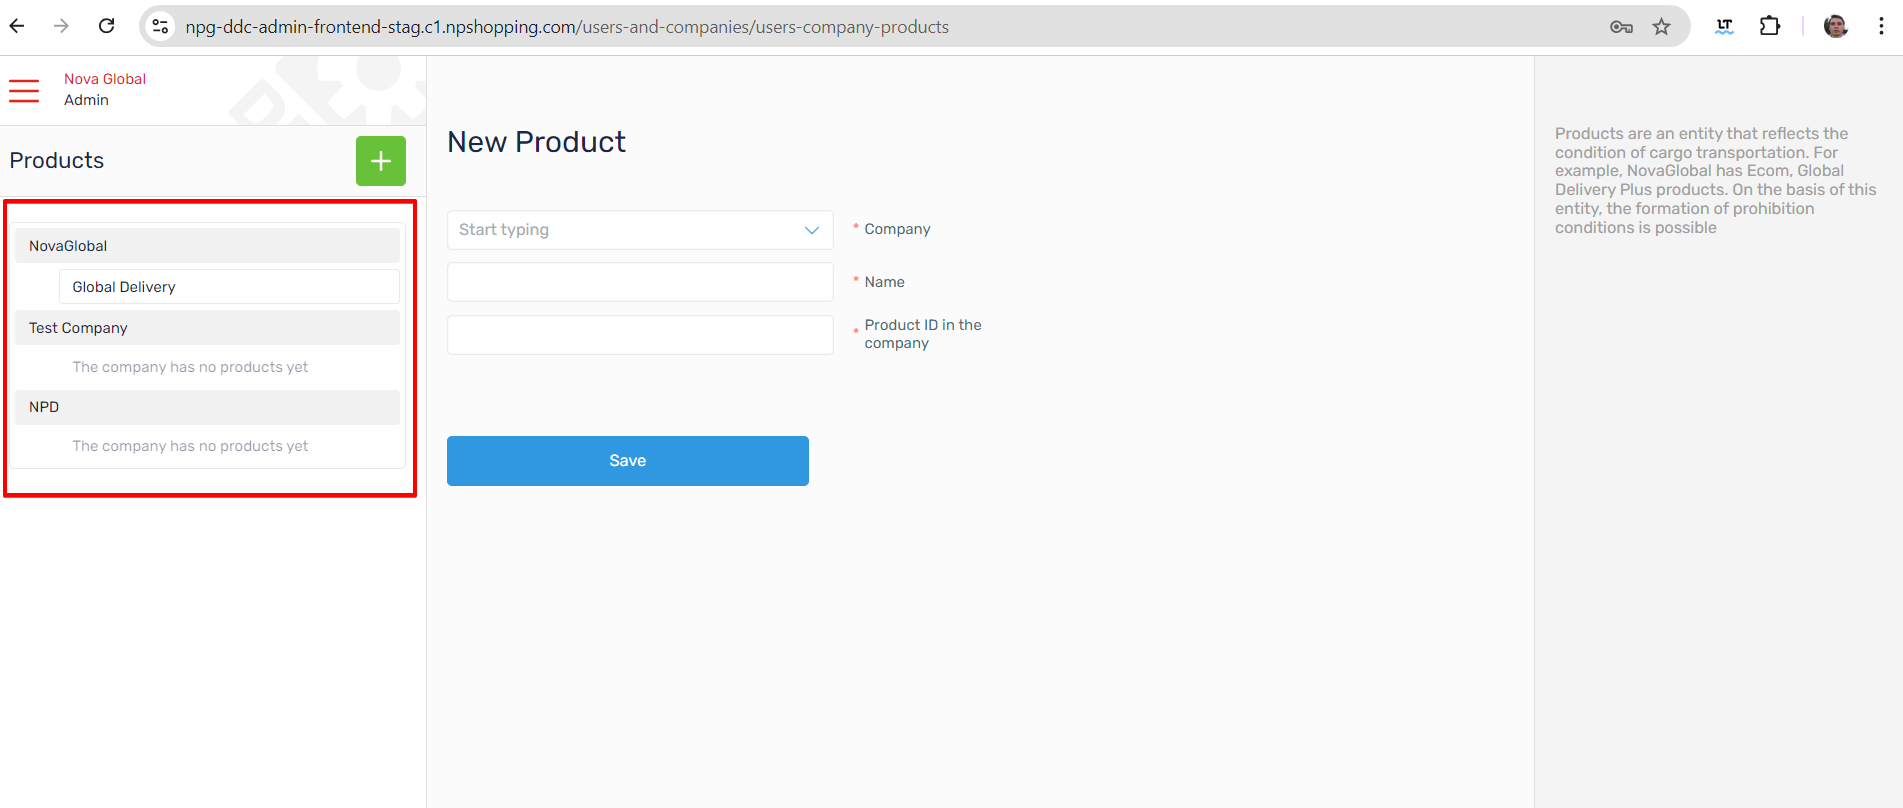 npg-ddc-admin-frontend-stag.c1.npshopping.com/users-and-companies/users-company-products
LT
Nova Global
Admin
Products
NovaGlobal
Global Delivery
Test Company
The company has no products yet
NPD
The company has no products yet
New Product
Start typing
* Company
* Name
* Product ID in the
company
Save
Products are an entity that reflects the
condition of cargo transportation. For
example, NovaGlobal has Ecom, Global
Delivery Plus products. On the basis of this
entity, the formation of prohibition
conditions is possible